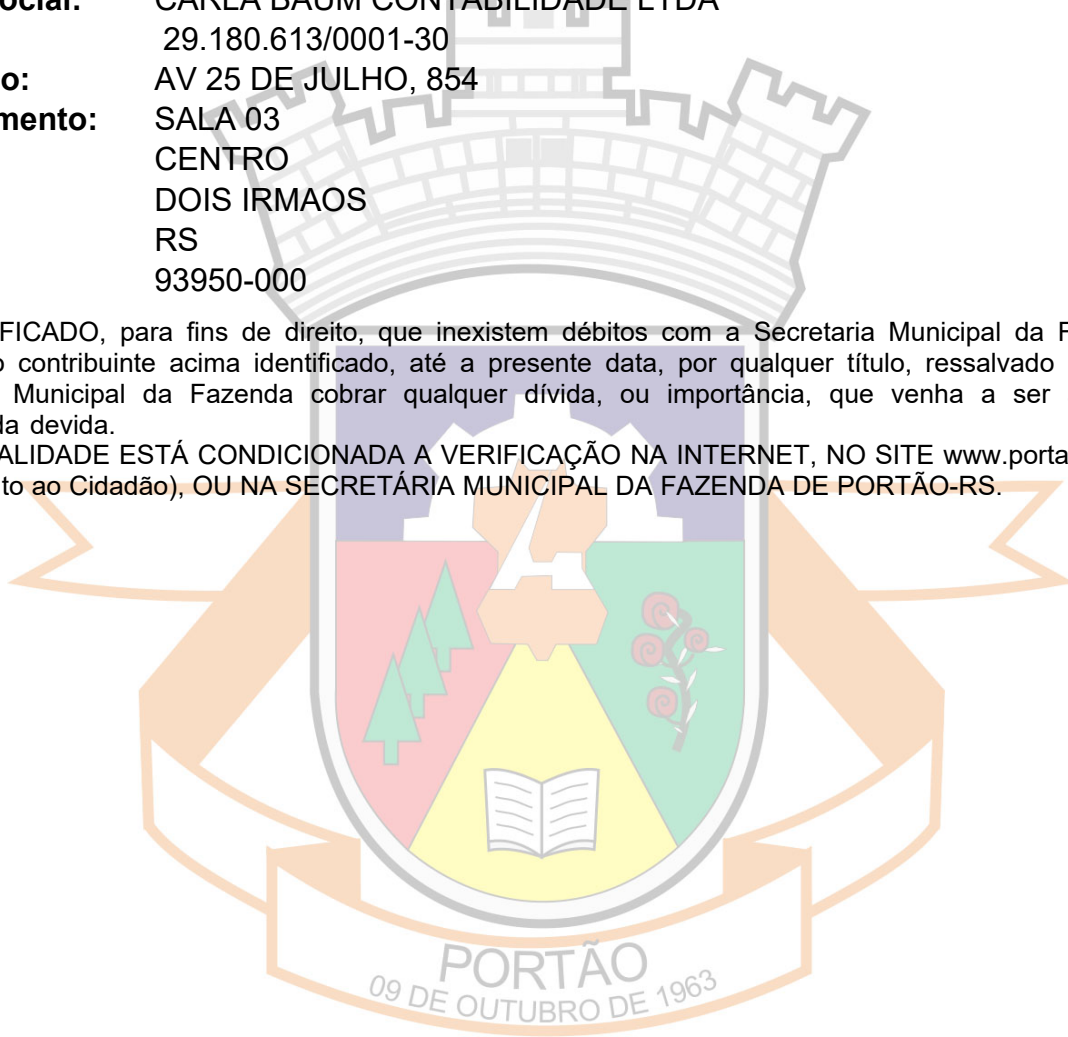 ocial: CARLA BAUM CONTABILIDADE LTDA
29.180.613/0001-30
o: AV 25 DE JULHO, 854
mento: SALA 03
CENTRO
DOIS IRMAOS
RS
93950-000
FICADO, para fins de direito, que inexistem débitos com a Secretaria Municipal da F
o contribuinte acima identificado, até a presente data, por qualquer título, ressalvado
Municipal da Fazenda cobrar qualquer dívida, ou importância, que venha a ser
da devida.
ALIDADE ESTÁ CONDICIONADA A VERIFICAÇÃO NA INTERNET, NO SITE www.porta
to ao Cidadão), OU NA SECRETÁRIA MUNICIPAL DA FAZENDA DE PORTÃO-RS.
PORTÃO
09 DE OUTUBRO DE 1963